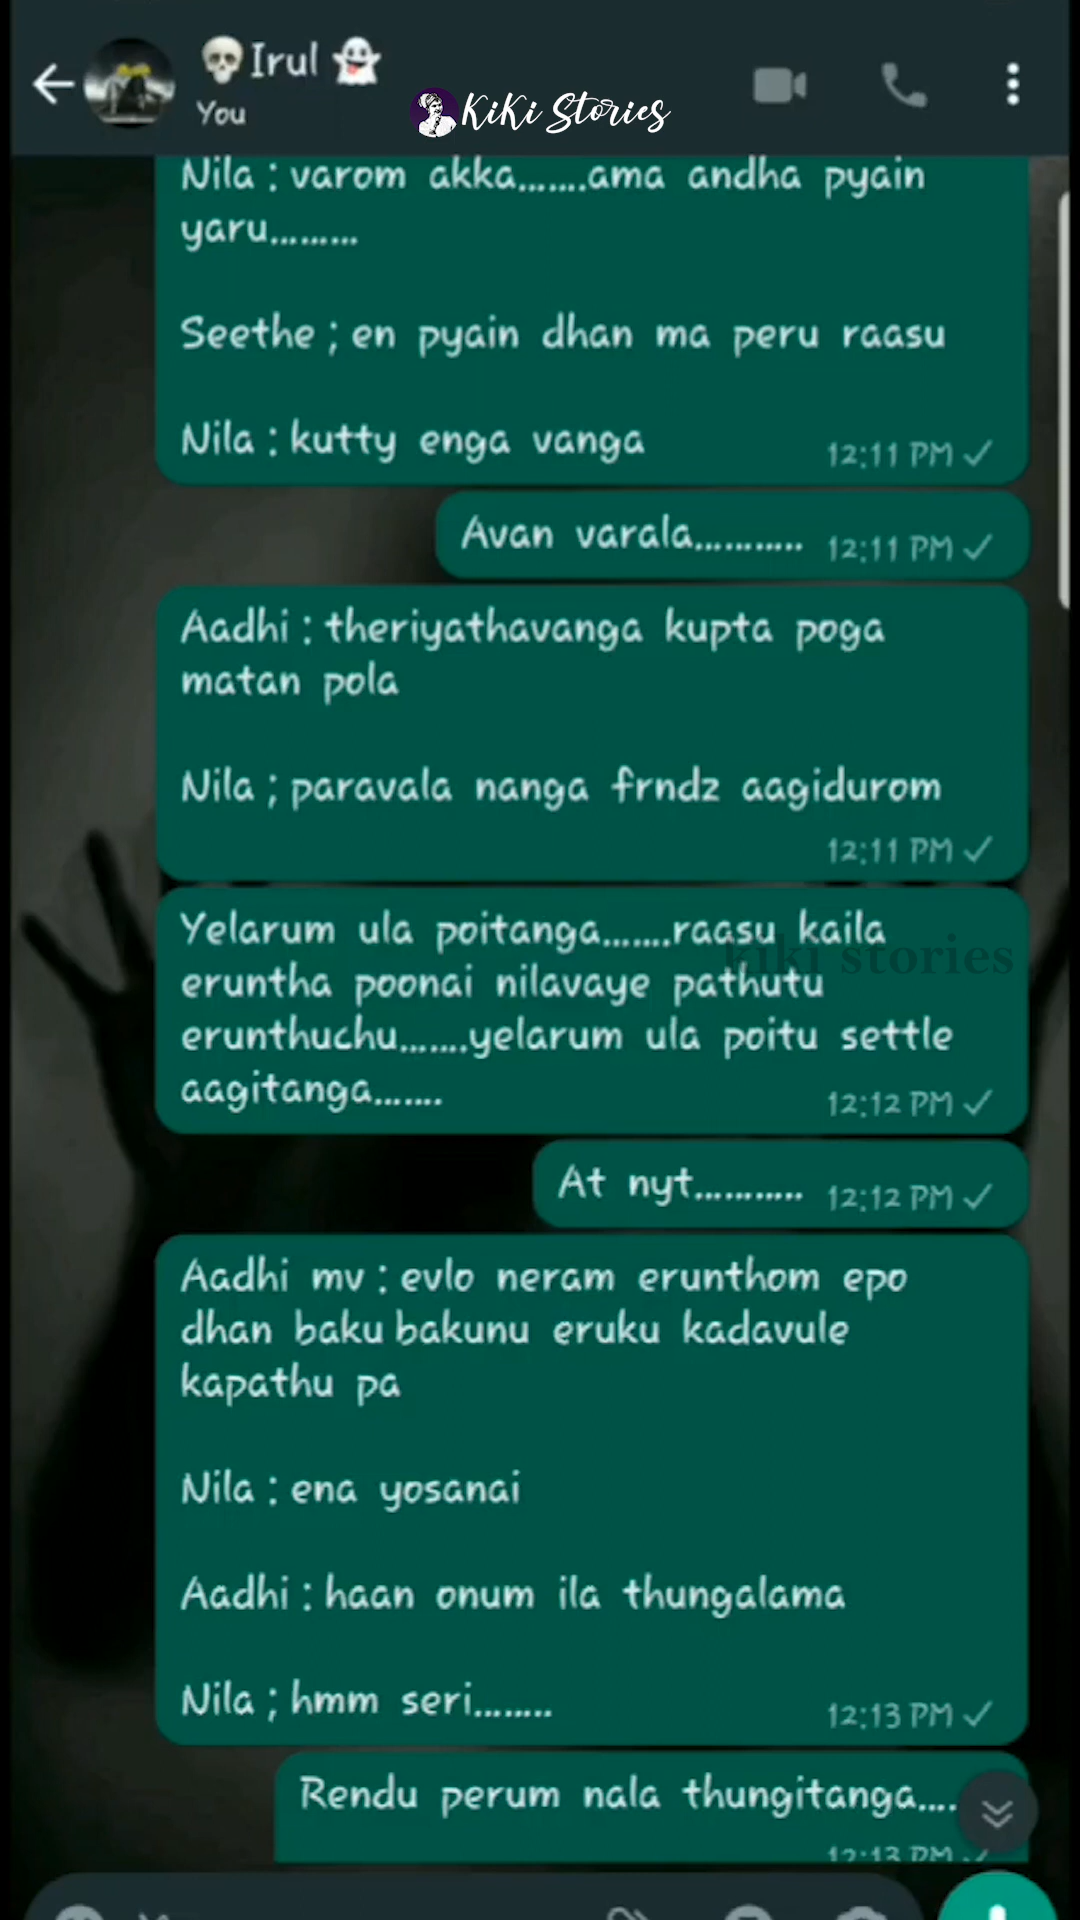 💀Irul 👻
You
KiKi Stories
Nila : varom akka.......ama andha pyain
yaru.........
Seethe ; en pyain dhan ma peru raasu
Nila : kutty enga vanga
12:11 PM ✓
Avan varala........... 12:11 PM ✓
Aadhi : theriyathavanga kupta poga
matan pola
Nila ; paravala nanga frndz aagidurom
12:11 PM ✓
Yelarum ula poitanga.......raasu kaila
kiki stories
eruntha poonai nilavaye pathutu
erunthuchu.......yelarum ula poitu settle
aagitanga.......
12:12 PM ✓
At nyt........... 12:12 PM ✓
Aadhi mv : evlo neram erunthom epo
dhan baku bakunu eruku kadavule
kapathu pa
Nila : ena yosanai
Aadhi : haan onum ila thungalama
Nila ; hmm seri........
12:13 PM ✓
Rendu perum nala thungitanga....
12:13 PM ✓